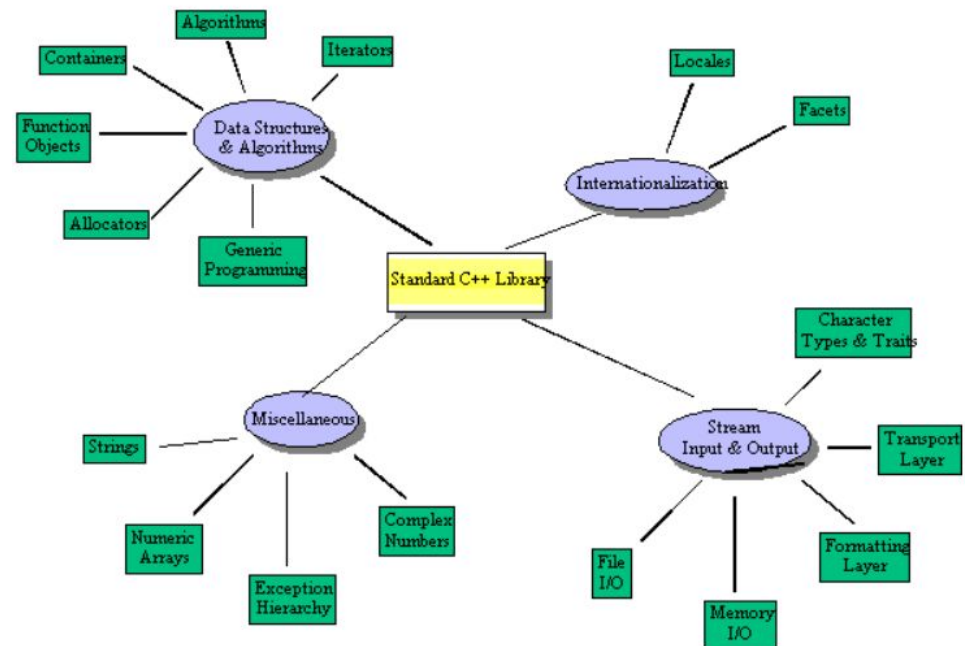 Algorithms
Containers
Iterators
Function
Objects
Data Structures
& Algorithms
Allocators
Generic
Programming
Locales
Facets
Internationalization
Standard C++ Library
Character
Types & Traits
Miscellaneous
Strings
Numeric
Arrays
Exception
Hierarchy
Complex
Numbers
Stream
Input & Output
Transport
Layer
File
I/O
Memory
I/O
Formatting
Layer